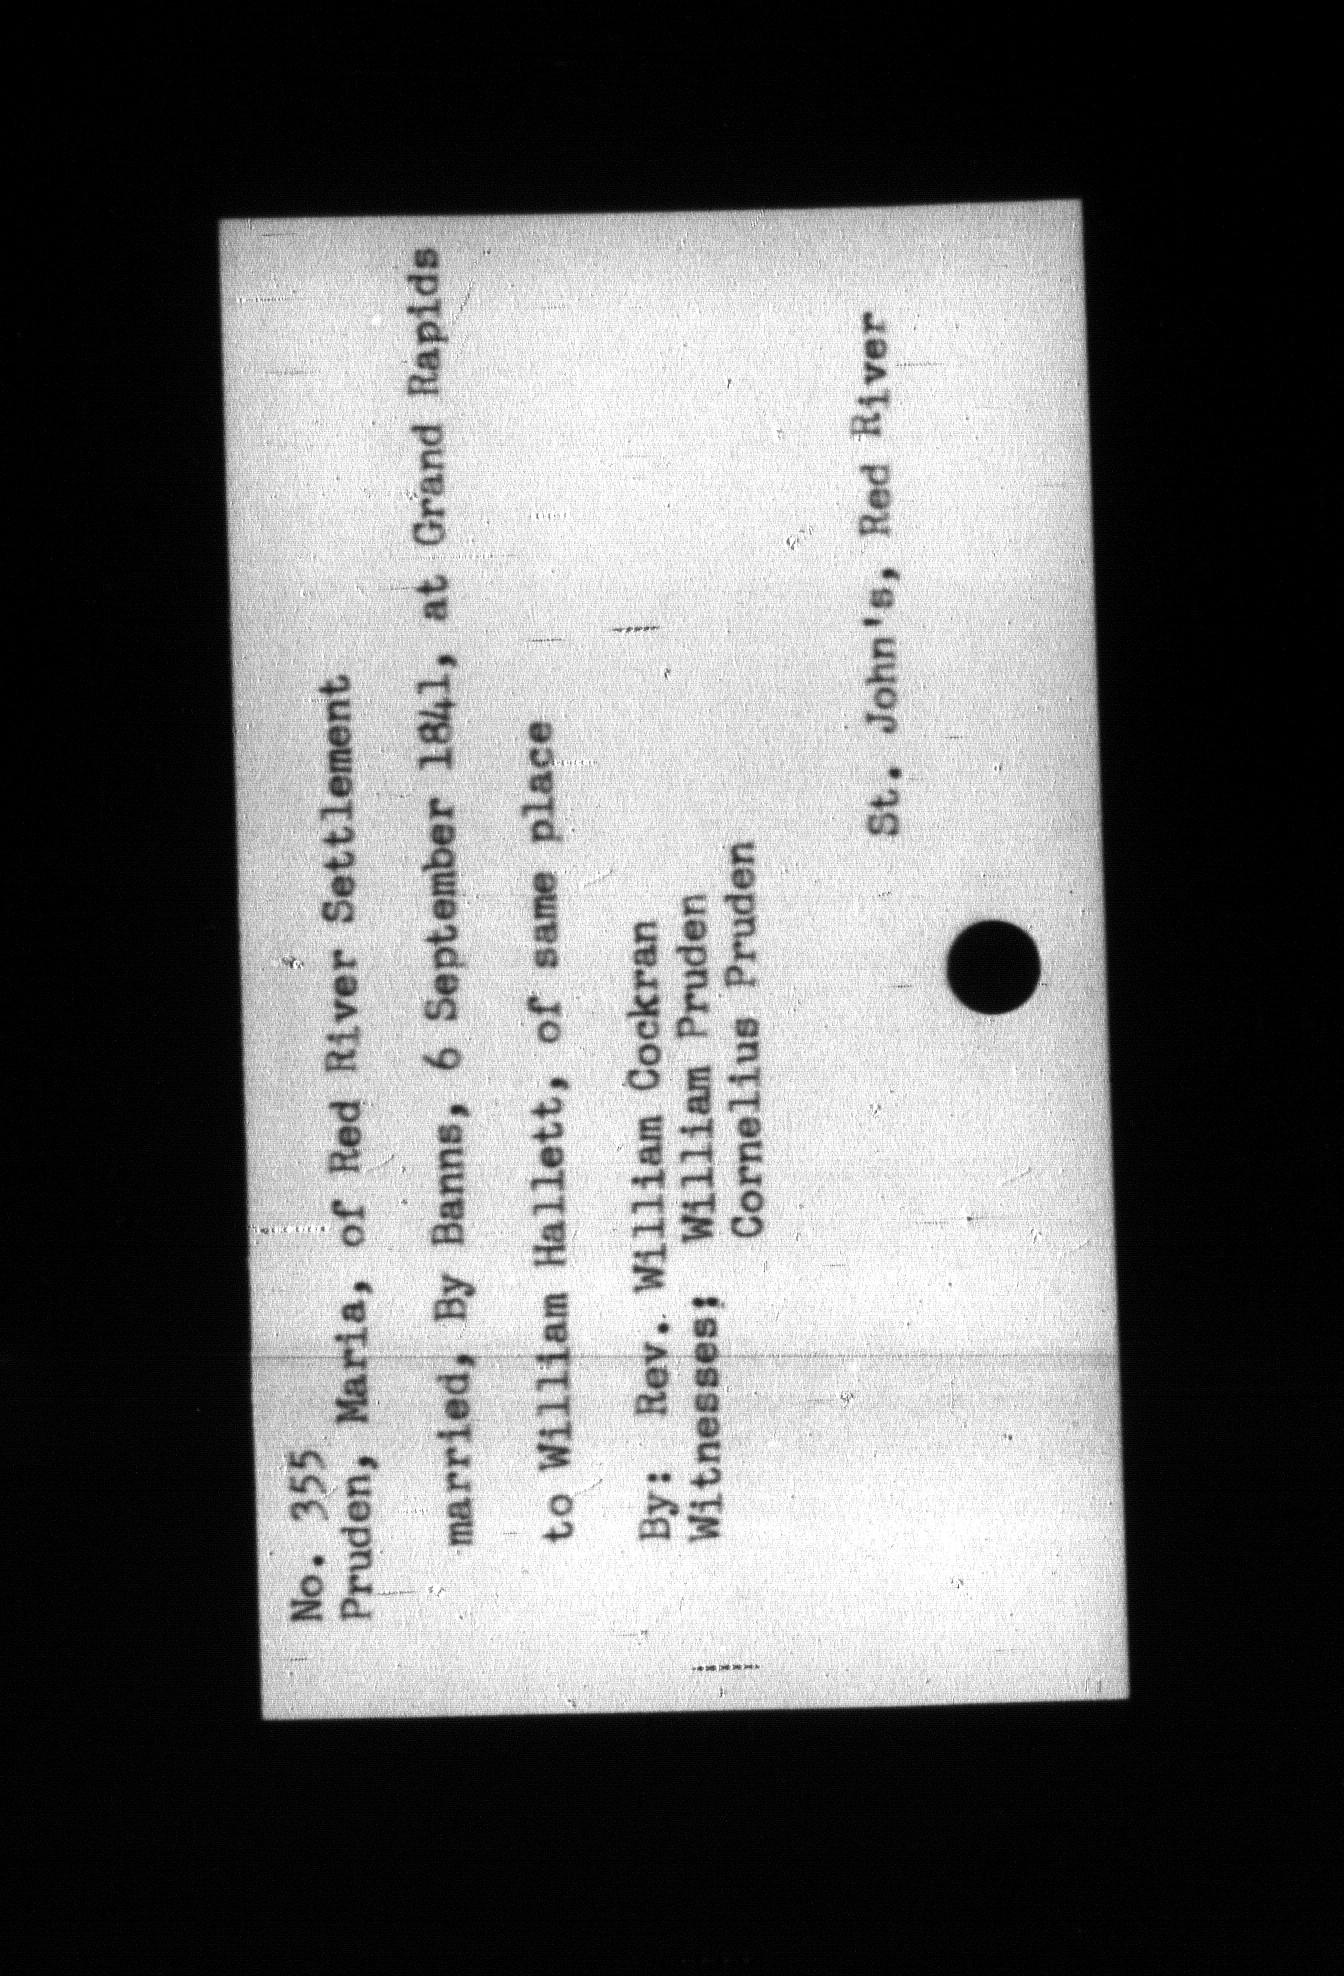 No. 355
Pruden, Maria, of Red River Settlement
married, By Banns, 6 September 1841, at Grand Rapids
to William Hallett, of same place
By: Rev. William Cockran
Witnesses; William Pruden
Cornelius Pruden
St. John's, Red River